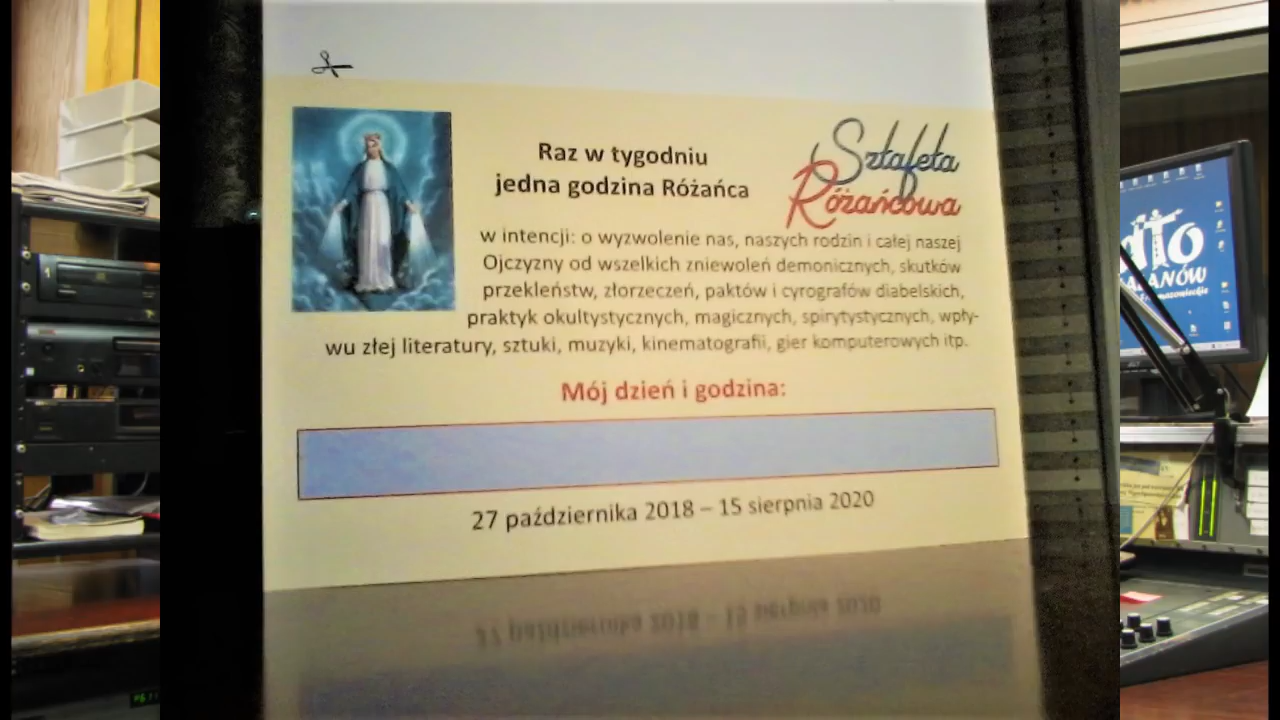 Raz w tygodniu
jedna godzina Różańca
Sztafeta
Różańcowa
w intencji: o wyzwolenie nas, naszych rodzin i całej naszej
Ojczyzny od wszelkich zniewoleń demonicznych, skutków
przekleństw, złorzeczeń, paktów i cyrografów diabelskich,
praktyk okultystycznych, magicznych, spirytystycznych, wpły-
wu złej literatury, sztuki, muzyki, kinematografii, gier komputerowych itp.
Mój dzień i godzina:
27 października 2018 – 15 sierpnia 2020